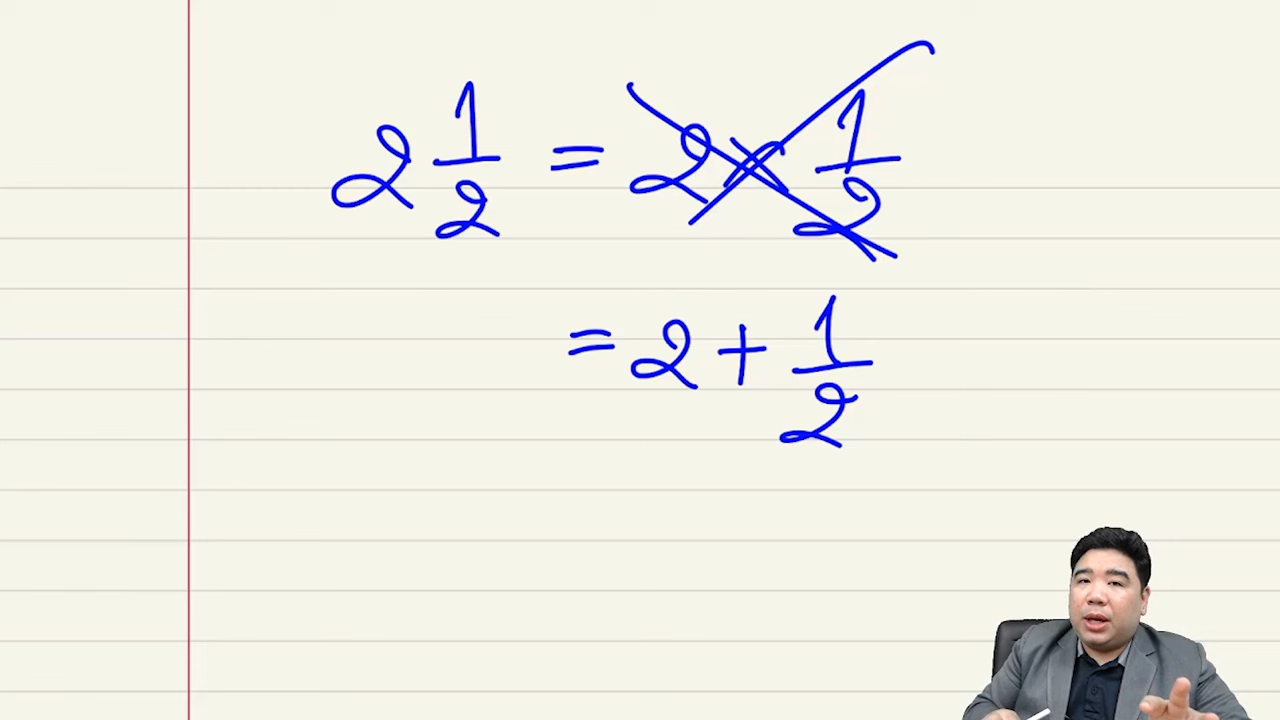 2 1/2 = 2 × 1/2
= 2 + 1/2